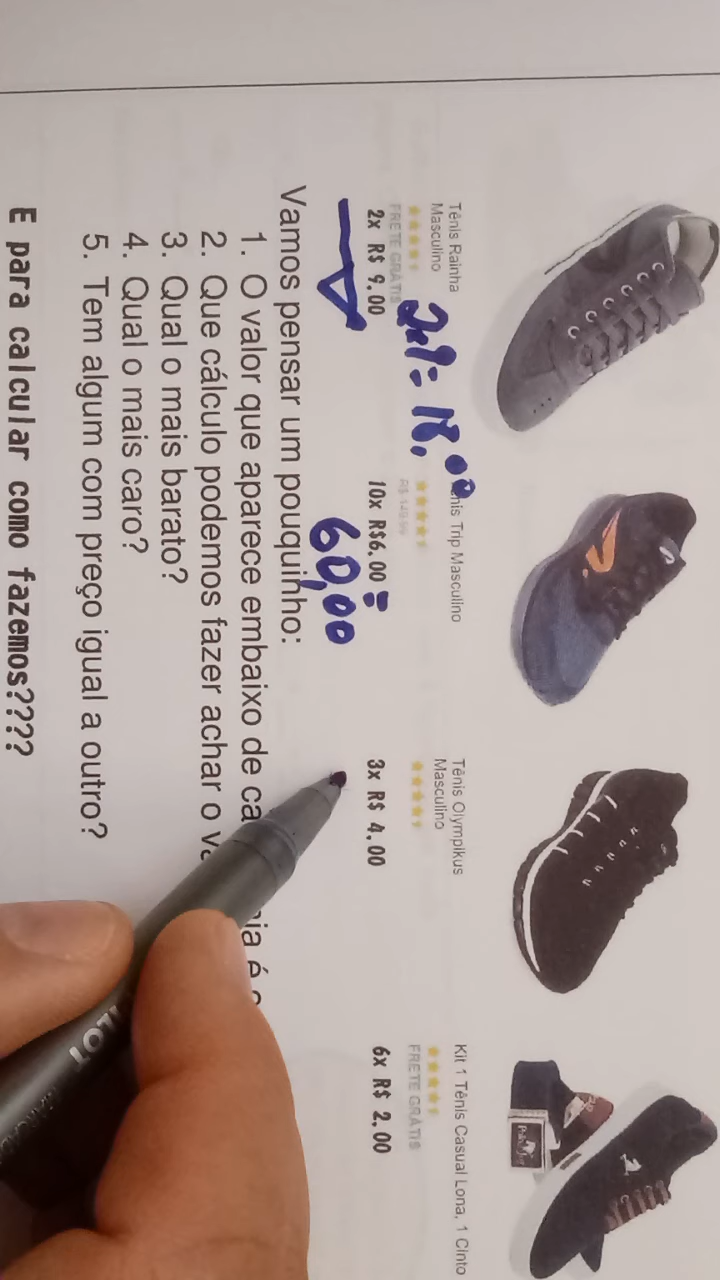 Tênis Rainha
Masculino
FRETE GRÁTIS
2x R$ 9.00
2x9= 18,00
Trip Masculino
R$ 149,99
10x R$6,00 =
60,00
Tênis Olympikus
Masculino
3x R$ 4.00
Kit 1 Tênis Casual Lona, 1 Cinto
FRETE GRÁTIS
6x R$ 2.00
Vamos pensar um pouquinho:
1. O valor que aparece embaixo de
2. Que cálculo podemos fazer achar o
3. Qual o mais barato?
4. Qual o mais caro?
5. Tem algum com preço igual a outro?
E para calcular como fazemos????